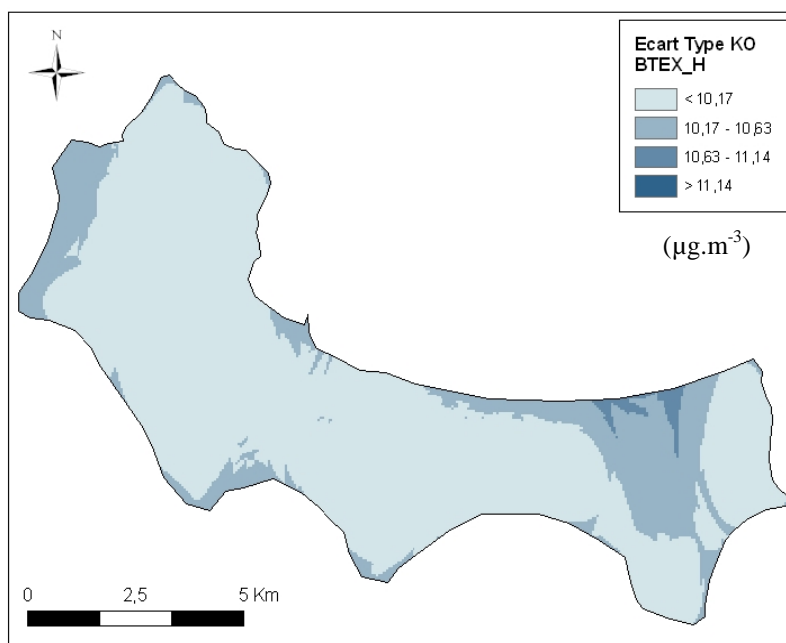 N
Ecart Type KO
BTEX_H
< 10,17
10,17 - 10,63
10,63 - 11,14
> 11,14
(µg.m-3)
0 2,5 5 Km